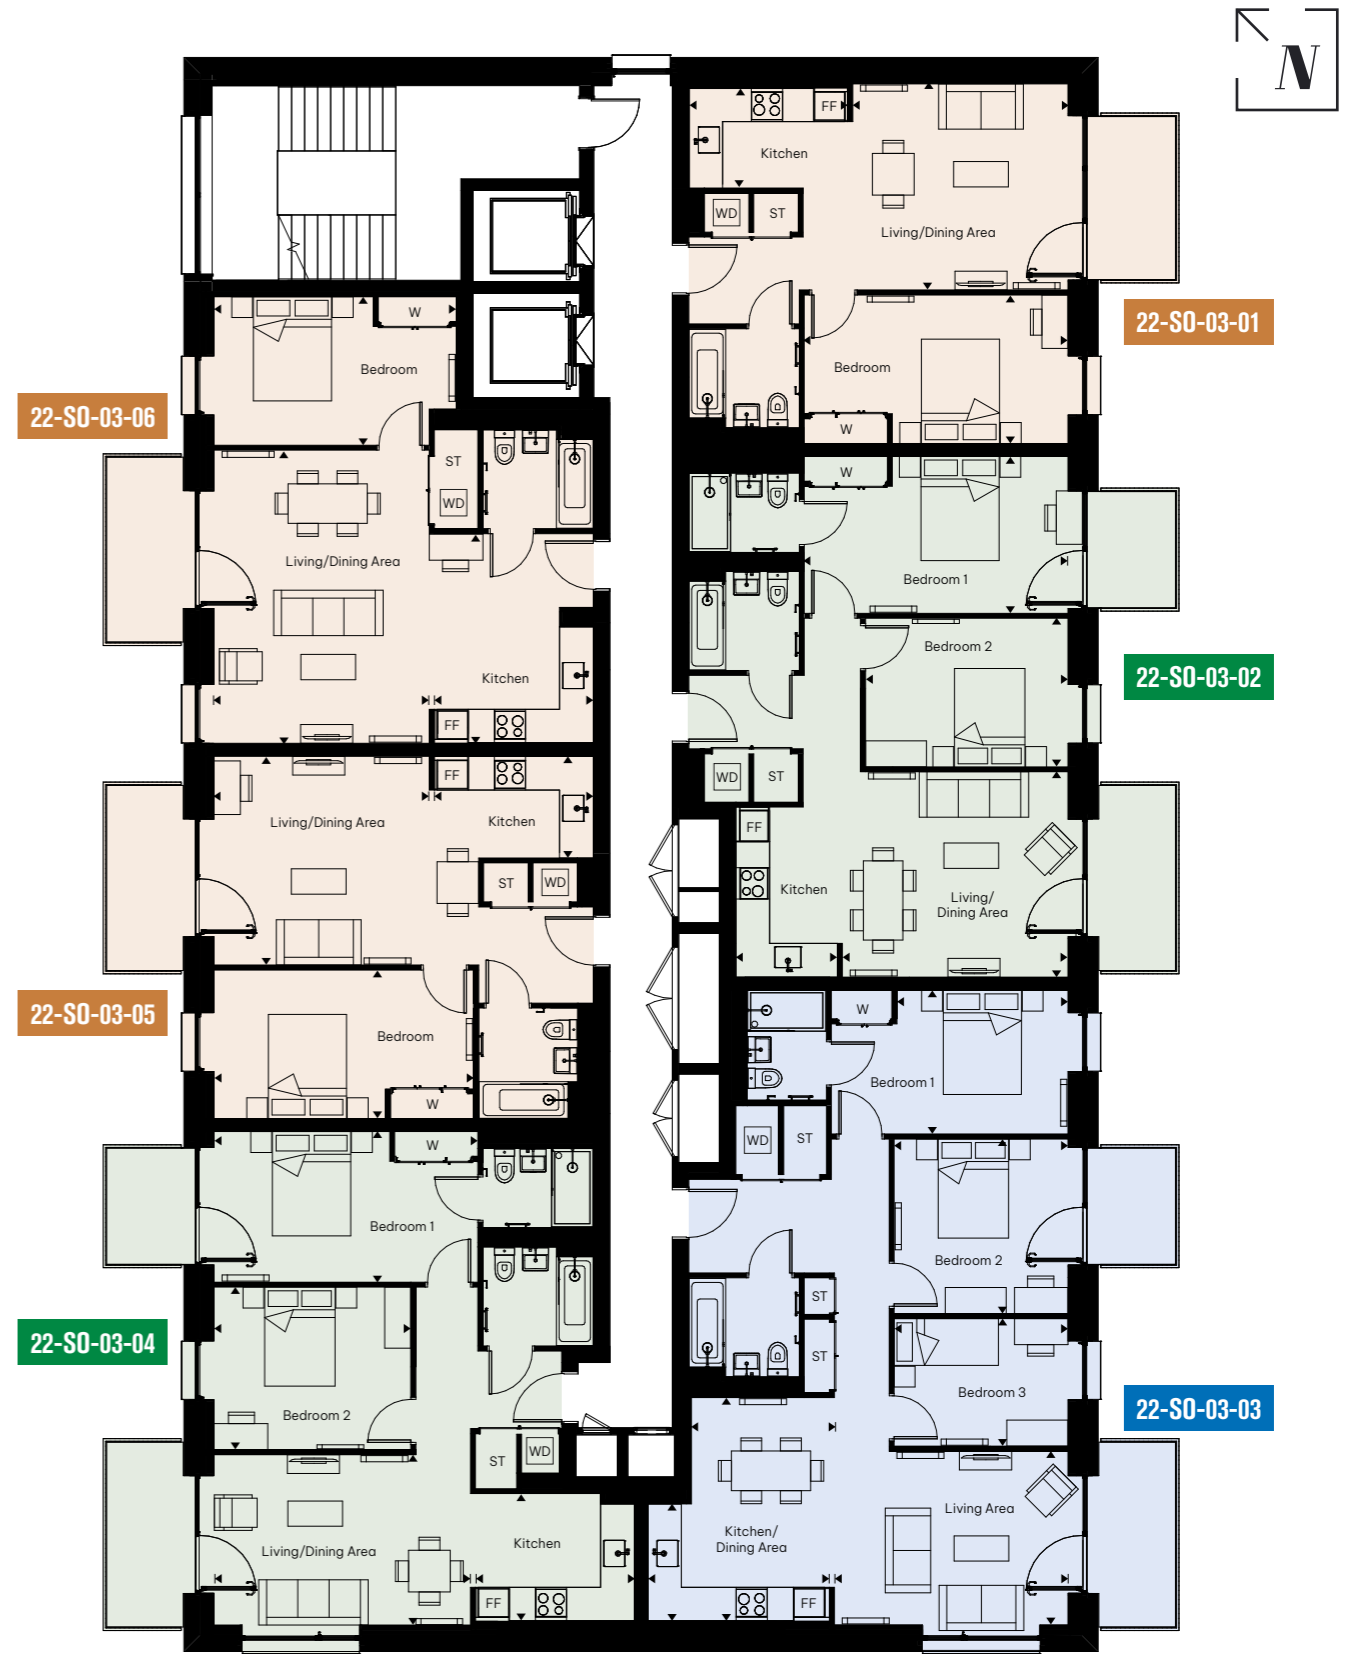 N
Kitchen
FF
WD
ST
Living/Dining Area
22-SO-03-01
Bedroom
W
W
Bedroom
22-SO-03-06
ST
WD
Living/Dining Area
Kitchen
FF
W
Bedroom 1
Bedroom 2
22-SO-03-02
WD
ST
FF
Kitchen
Living/
Dining Area
FF
Living/Dining Area
Kitchen
ST
WD
22-SO-03-05
Bedroom
W
W
Bedroom 1
WD
ST
Bedroom 2
ST
ST
Bedroom 3
22-SO-03-03
Living Area
Kitchen/
Dining Area
FF
W
Bedroom 1
22-SO-03-04
Bedroom 2
ST
WD
Living/Dining Area
Kitchen
FF